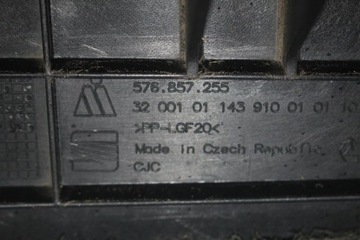 576.857.255
32 001 01 143 910 01 01
>PP-LGF20<
Made in Czech Republic
CJC